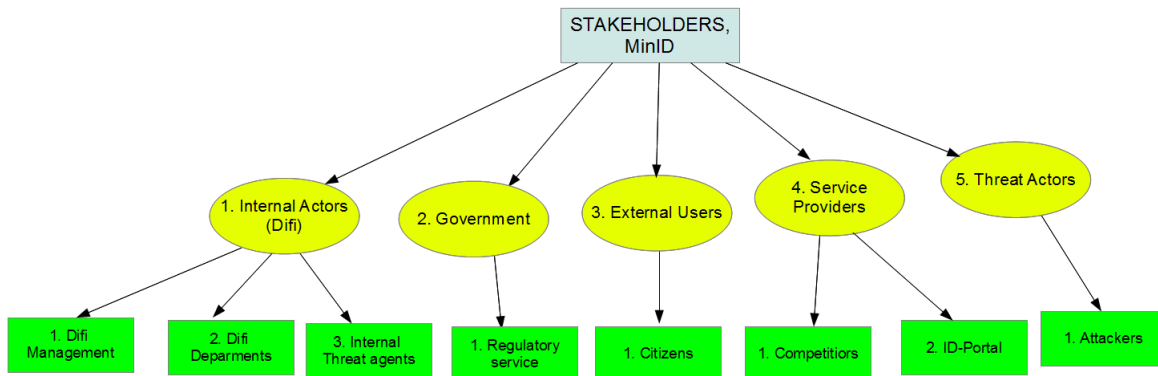 STAKEHOLDERS,
MinID
1. Internal Actors
(Difi)
2. Government
3. External Users
4. Service
Providers
5. Threat Actors
1. Difi
Management
2. Difi
Deparments
3. Internal
Threat agents
1. Regulatory
service
1. Citizens
1. Competitiors
2. ID-Portal
1. Attackers